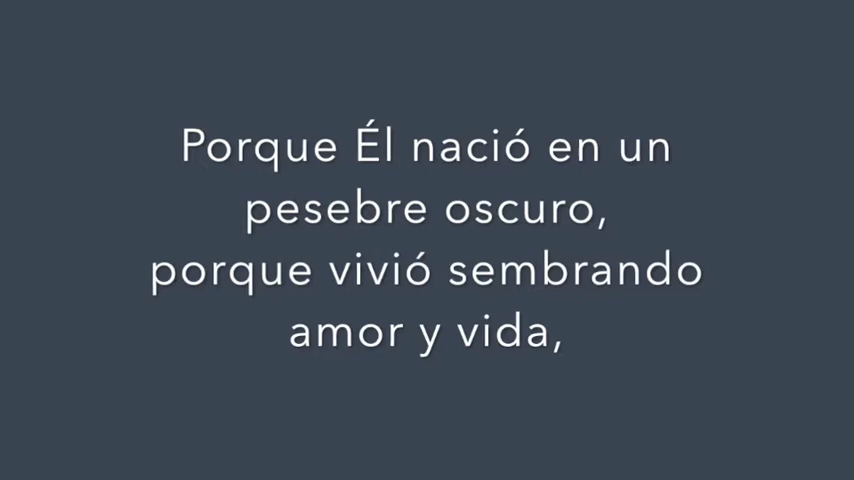 Porque Él nació en un
pesebre oscuro,
porque vivió sembrando
amor y vida,